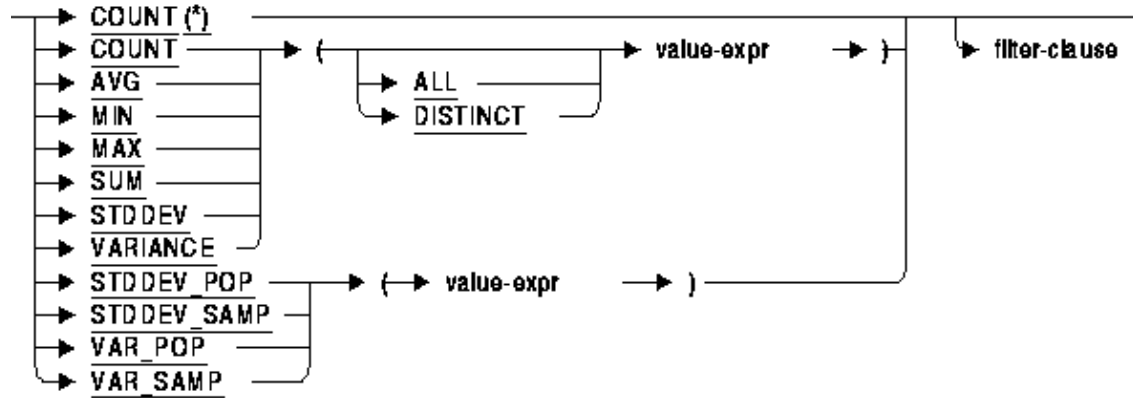 COUNT (*)
COUNT ( value-expr ) filter-clause
AVG ALL
MIN DISTINCT
MAX
SUM
STDDEV
VARIANCE
STDDEV_POP ( value-expr )
STDDEV_SAMP
VAR_POP
VAR_SAMP